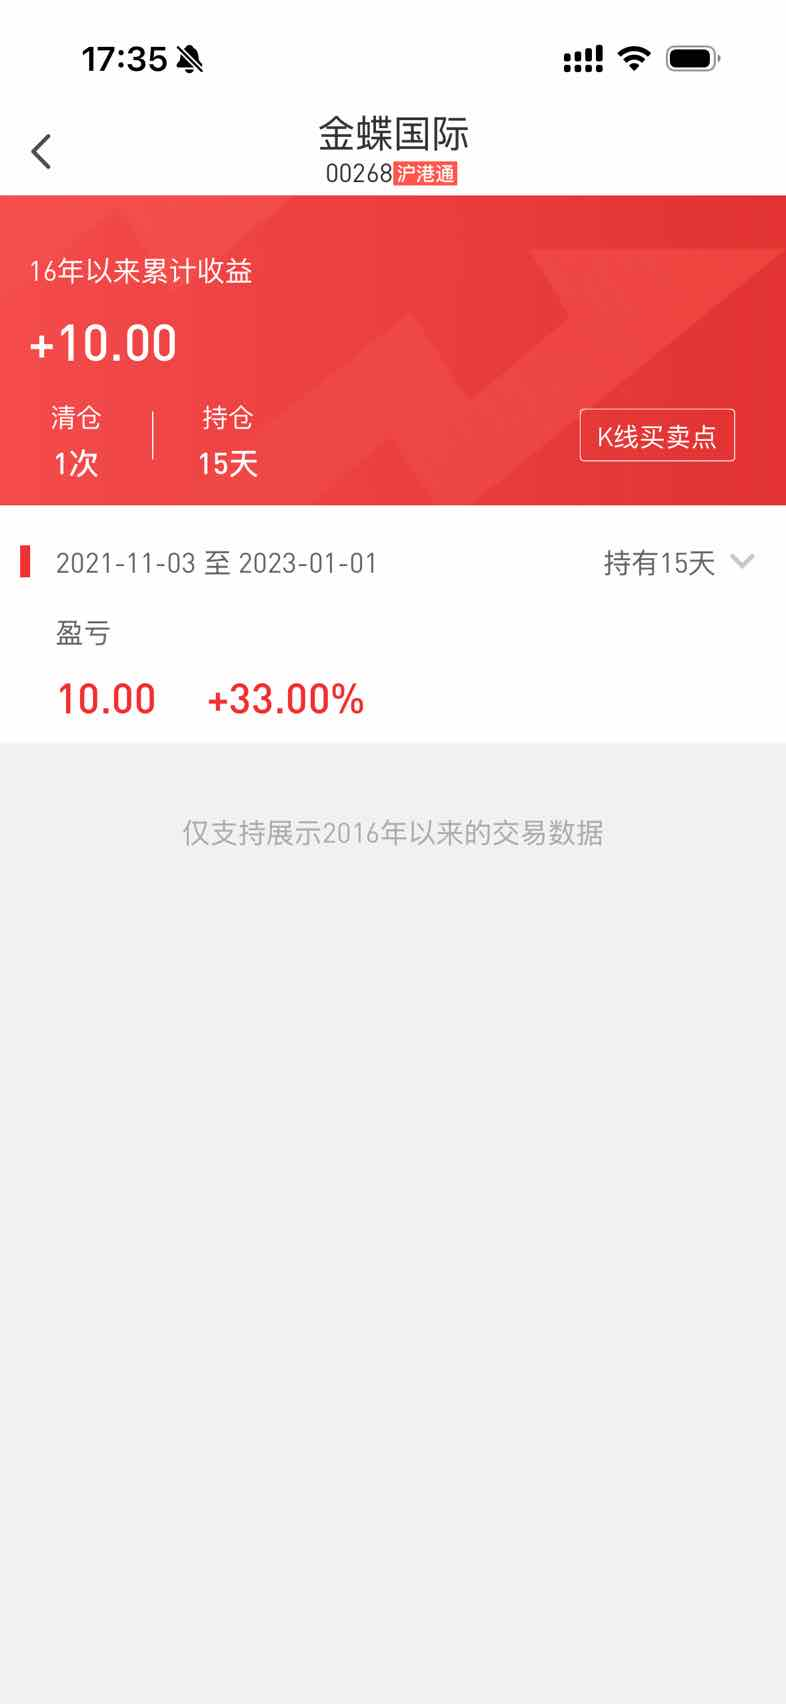 17:35
金蝶国际
00268沪港通
16年以来累计收益
+10.00
清仓 持仓
1次 15天
K线买卖点
2021-11-03 至 2023-01-01 持有15天
盈亏
10.00 +33.00%
仅支持展示2016年以来的交易数据